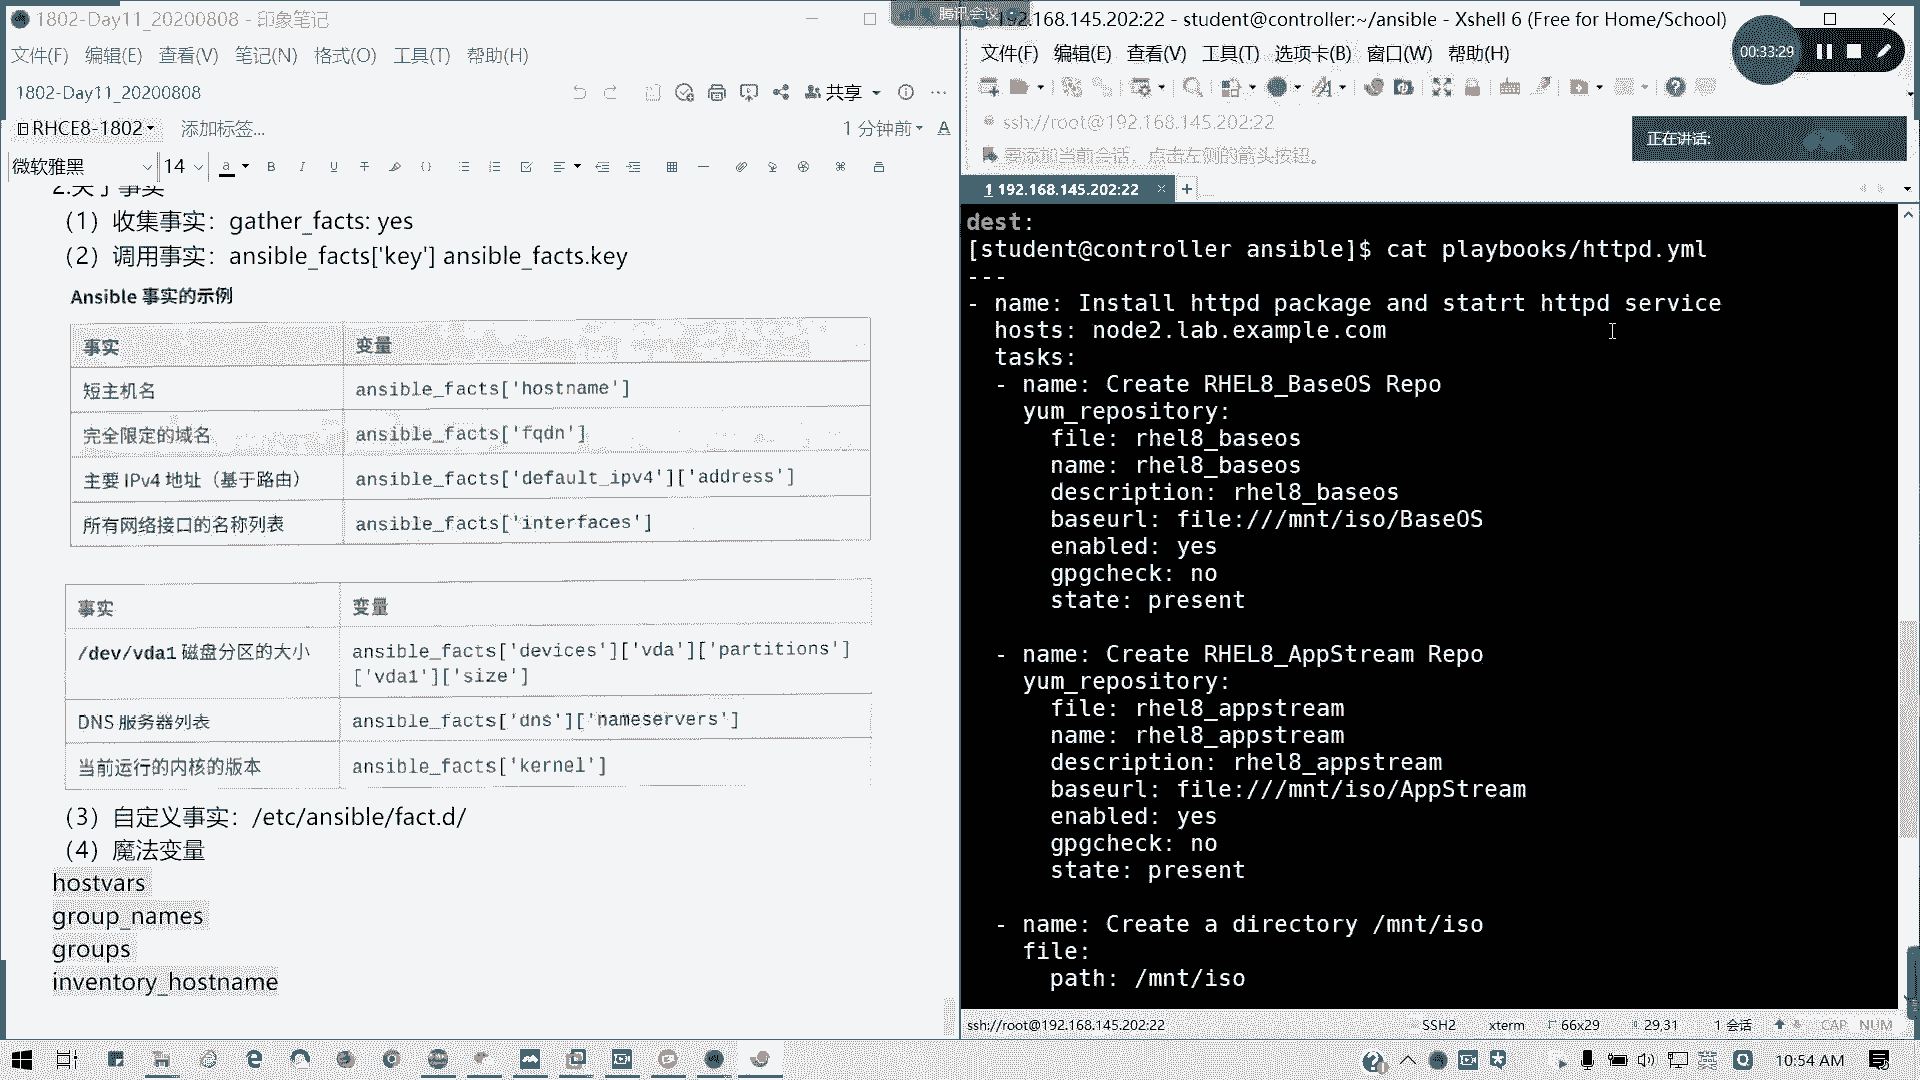 1802-Day11_20200808 - 印象笔记
文件(F) 编辑(E) 查看(V) 笔记(N) 格式(O) 工具(T) 帮助(H)
1802-Day11_20200808
共享
RHCE8-1802
添加标签...
1 分钟前
微软雅黑 14
2.关于事实
（1）收集事实：gather_facts: yes
（2）调用事实：ansible_facts['key'] ansible_facts.key
Ansible 事实的示例
事实 变量
短主机名 ansible_facts['hostname']
完全限定的域名 ansible_facts['fqdn']
主要 IPv4 地址（基于路由） ansible_facts['default_ipv4']['address']
所有网络接口的名称列表 ansible_facts['interfaces']
事实 变量
/dev/vda1 磁盘分区的大小 ansible_facts['devices']['vda']['partitions']
['vda1']['size']
DNS 服务器列表 ansible_facts['dns']['nameservers']
当前运行的内核的版本 ansible_facts['kernel']
（3）自定义事实：/etc/ansible/fact.d/
（4）魔法变量
hostvars
group_names
groups
inventory_hostname
腾讯会议
192.168.145.202:22 - student@controller:~/ansible - Xshell 6 (Free for Home/School)
文件(F) 编辑(E) 查看(V) 工具(T) 选项卡(B) 窗口(W) 帮助(H)
00:33:29
ssh://root@192.168.145.202:22
正在讲话:
要添加当前会话，点击左侧的箭头按钮。
1 192.168.145.202:22
dest:
[student@controller ansible]$ cat playbooks/httpd.yml
---
- name: Install httpd package and statrt httpd service
hosts: node2.lab.example.com
tasks:
- name: Create RHEL8_BaseOS Repo
yum_repository:
file: rhel8_baseos
name: rhel8_baseos
description: rhel8_baseos
baseurl: file:///mnt/iso/BaseOS
enabled: yes
gpgcheck: no
state: present
- name: Create RHEL8_AppStream Repo
yum_repository:
file: rhel8_appstream
name: rhel8_appstream
description: rhel8_appstream
baseurl: file:///mnt/iso/AppStream
enabled: yes
gpgcheck: no
state: present
- name: Create a directory /mnt/iso
file:
path: /mnt/iso
ssh://root@192.168.145.202:22 SSH2 xterm 66x29 29,31 1 会话 CAP NUM
英
10:54 AM